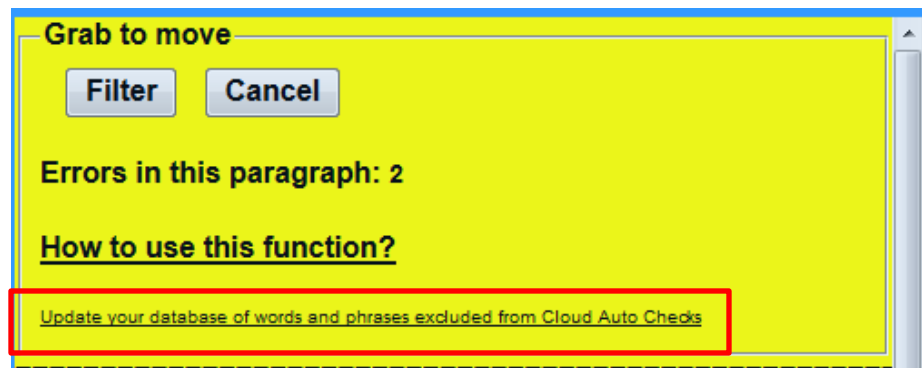 Grab to move
Filter Cancel
Errors in this paragraph: 2
How to use this function?
Update your database of words and phrases excluded from Cloud Auto Checks